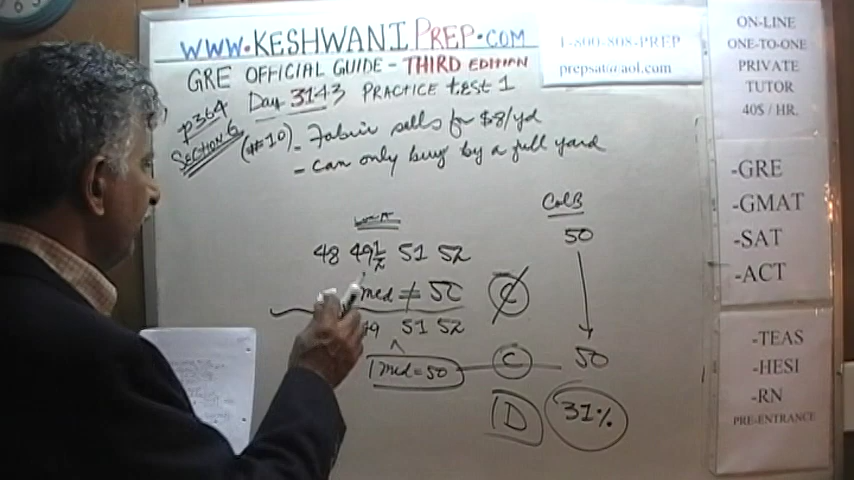 WWW.KESHWANIPREP.COM
GRE OFFICIAL GUIDE - THIRD EDITION
Day 3143 PRACTICE test 1
p364
SECTION 6
(#10) - Fabric sells for $8/yd
- can only buy by a full yard
Col B
48 49½ 51 52
50
med ≠ 50
C
51 52
med = 50
C
50
D
31%
1-800-808-PREP
prepsat@aol.com
ON-LINE
ONE-TO-ONE
PRIVATE
TUTOR
40$ / HR.
-GRE
-GMAT
-SAT
-ACT
-TEAS
-HESI
-RN
PRE-ENTRANCE